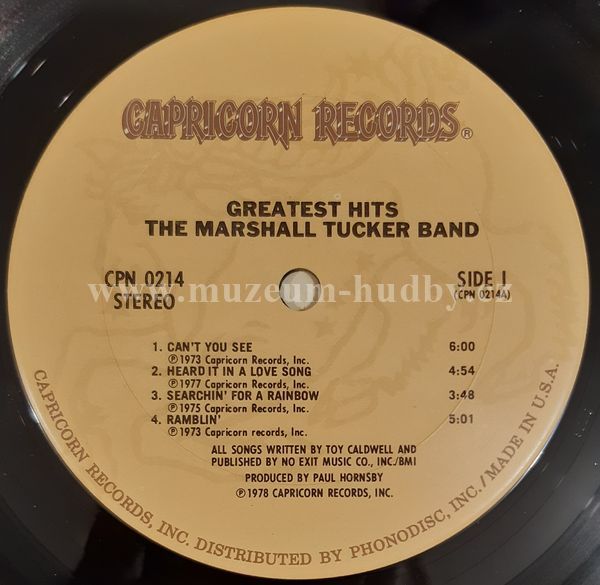 CAPRICORN RECORDS®
GREATEST HITS
THE MARSHALL TUCKER BAND
CPN 0214
STEREO
SIDE I
(CPN 0214A)
www.muzeum-hudby.cz
1. CAN'T YOU SEE 6:00
℗ 1973 Capricorn Records, Inc.
2. HEARD IT IN A LOVE SONG 4:54
℗ 1977 Capricorn Records, Inc.
3. SEARCHIN' FOR A RAINBOW 3:48
℗ 1975 Capricorn Records, Inc.
4. RAMBLIN' 5:01
℗ 1973 Capricorn records, Inc.
ALL SONGS WRITTEN BY TOY CALDWELL AND
PUBLISHED BY NO EXIT MUSIC CO., INC./BMI
PRODUCED BY PAUL HORNSBY
℗ 1978 CAPRICORN RECORDS, INC.
CAPRICORN RECORDS, INC. DISTRIBUTED BY PHONODISC, INC. / MADE IN U.S.A.